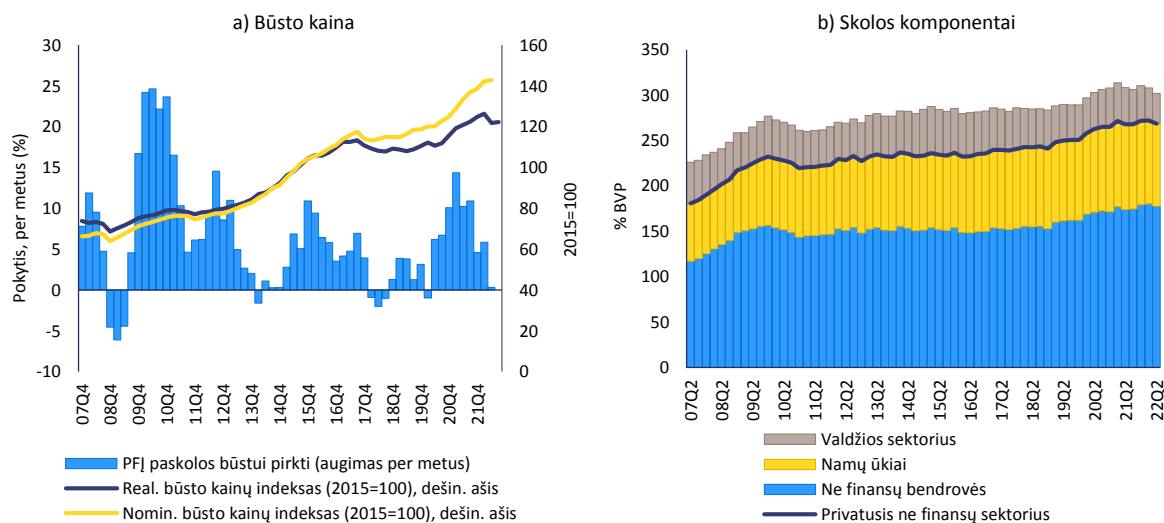 a) Būsto kaina
Pokytis, per metus (%)
30
25
20
15
10
5
0
-5
-10
160
140
120
100
80
60
40
20
0
2015=100
07Q4
08Q4
09Q4
10Q4
11Q4
12Q4
13Q4
14Q4
15Q4
16Q4
17Q4
18Q4
19Q4
20Q4
21Q4
PFĮ paskolos būstui pirkti (augimas per metus)
Real. būsto kainų indeksas (2015=100), dešin. ašis
Nomin. būsto kainų indeksas (2015=100), dešin. ašis
b) Skolos komponentai
% BVP
350
300
250
200
150
100
50
0
07Q2
08Q2
09Q2
10Q2
11Q2
12Q2
13Q2
14Q2
15Q2
16Q2
17Q2
18Q2
19Q2
20Q2
21Q2
22Q2
Valdžios sektorius
Namų ūkiai
Ne finansų bendrovės
Privatusis ne finansų sektorius